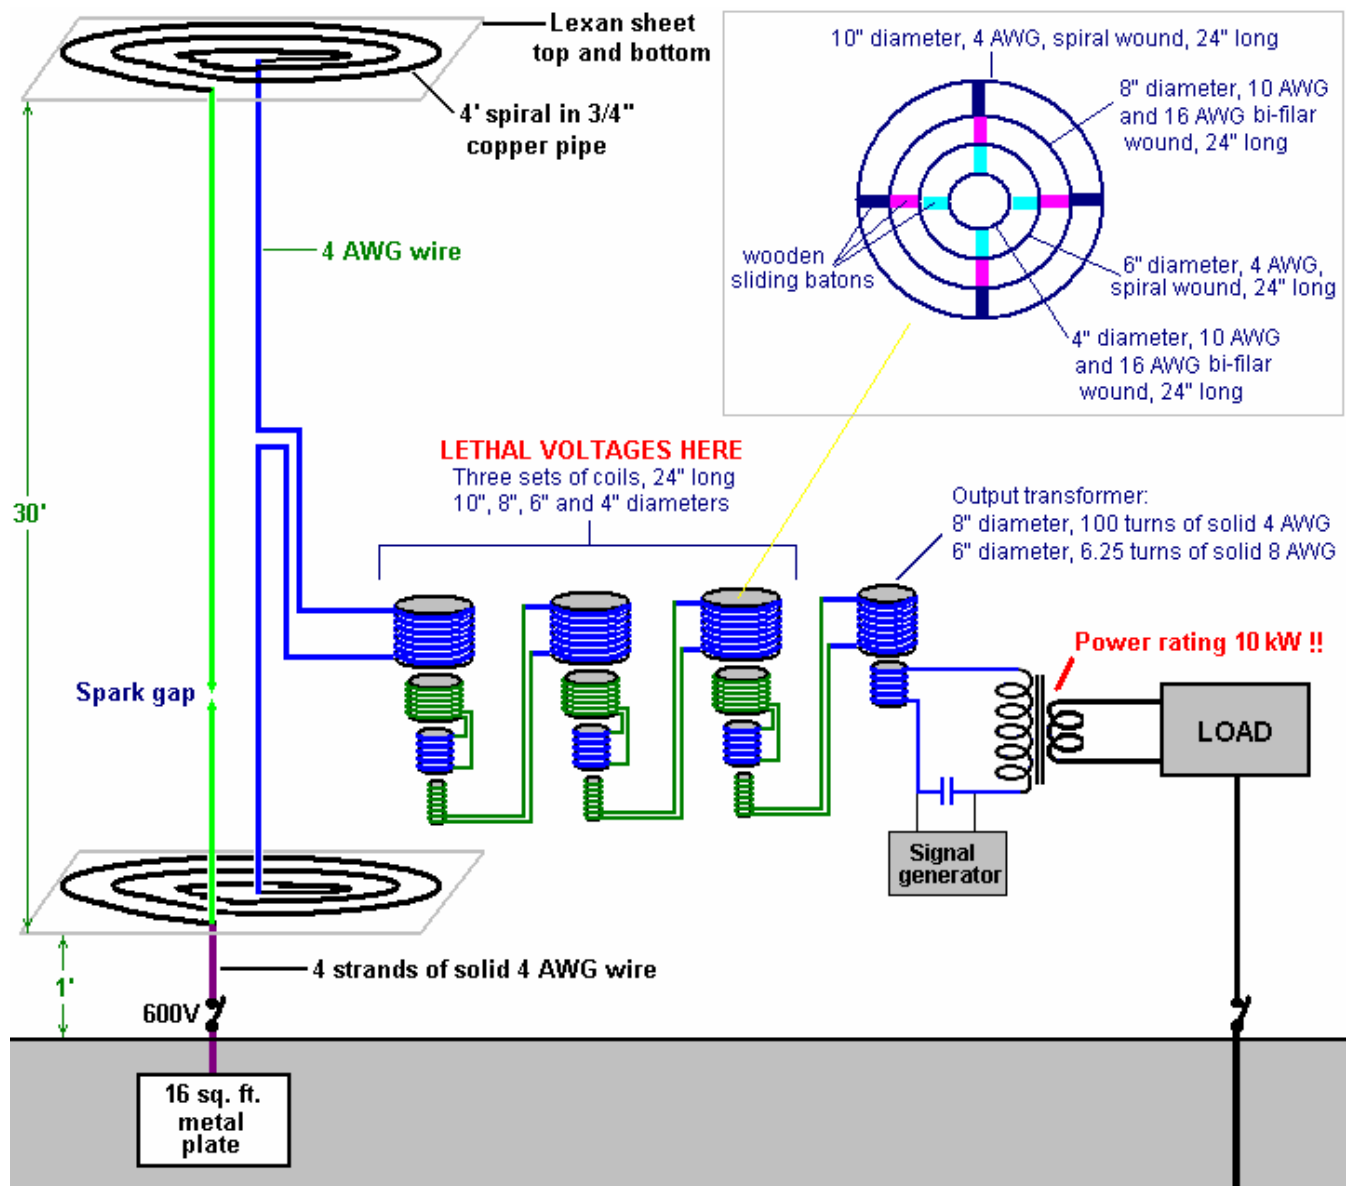 Lexan sheet
top and bottom
4' spiral in 3/4"
copper pipe
4 AWG wire
30'
Spark gap
10" diameter, 4 AWG, spiral wound, 24" long
8" diameter, 10 AWG
and 16 AWG bi-filar
wound, 24" long
wooden
sliding batons
6" diameter, 4 AWG,
spiral wound, 24" long
4" diameter, 10 AWG
and 16 AWG bi-filar
wound, 24" long
LETHAL VOLTAGES HERE
Three sets of coils, 24" long
10", 8", 6" and 4" diameters
Output transformer:
8" diameter, 100 turns of solid 4 AWG
6" diameter, 6.25 turns of solid 8 AWG
Power rating 10 kW !!
LOAD
Signal
generator
4 strands of solid 4 AWG wire
1'
600V
16 sq. ft.
metal
plate